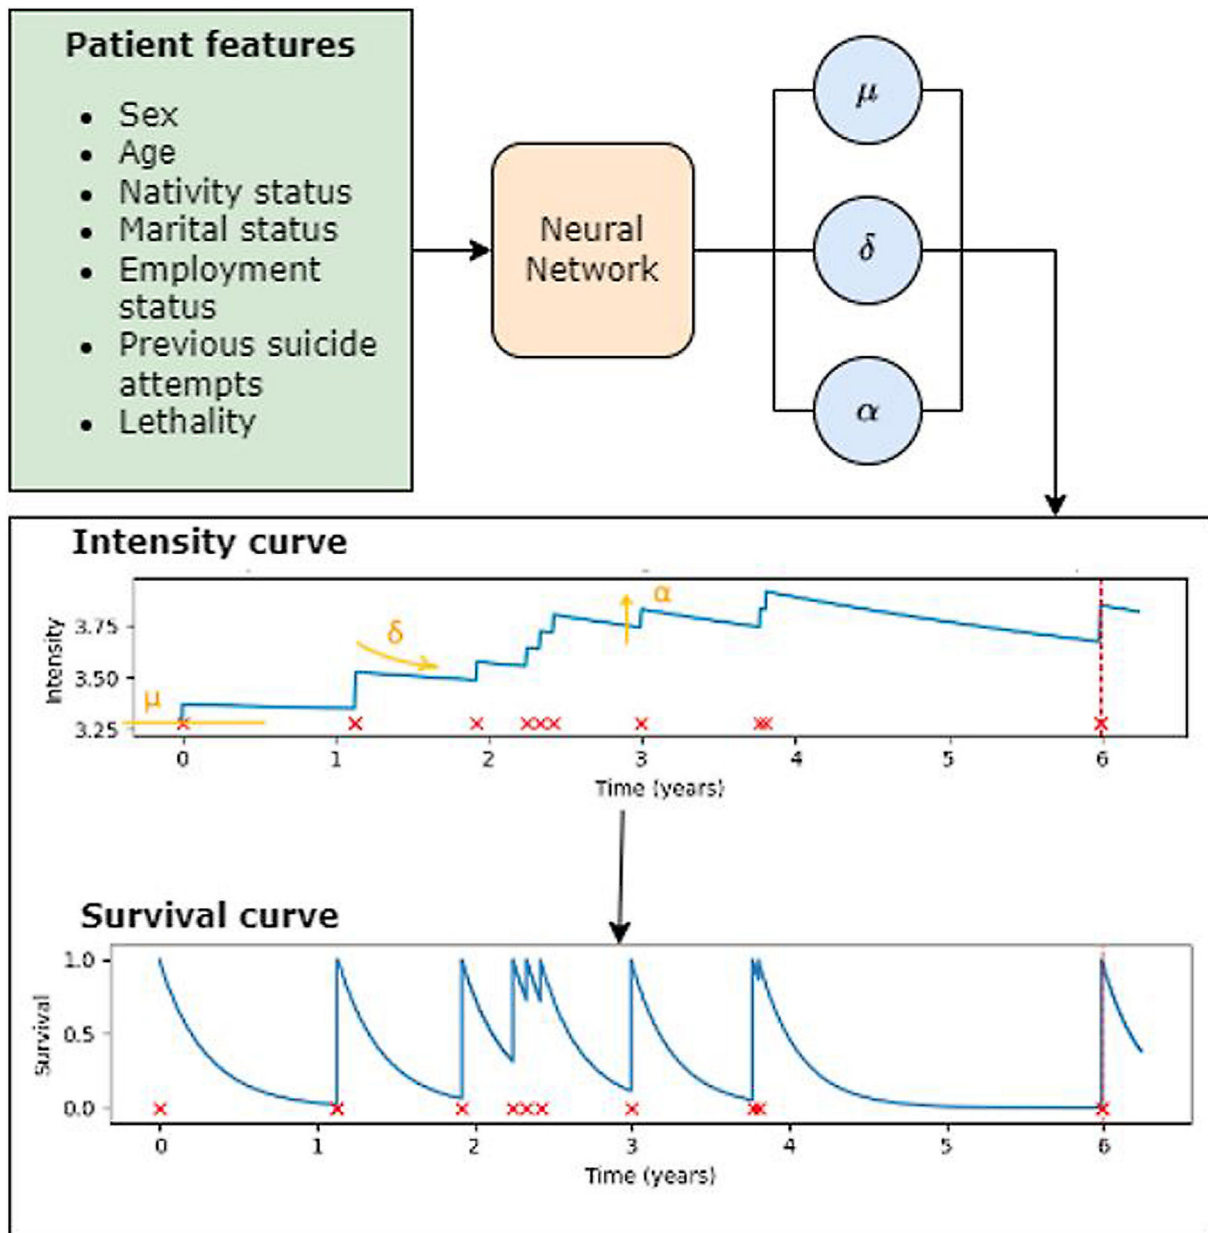 Patient features
• Sex
• Age
• Nativity status
• Marital status
• Employment
status
• Previous suicide
attempts
• Lethality
Neural
Network
μ
δ
α
Intensity curve
Intensity
3.75
3.50
3.25
μ
δ
α
0 1 2 3 4 5 6
Time (years)
Survival curve
Survival
1.0
0.5
0.0
0 1 2 3 4 5 6
Time (years)